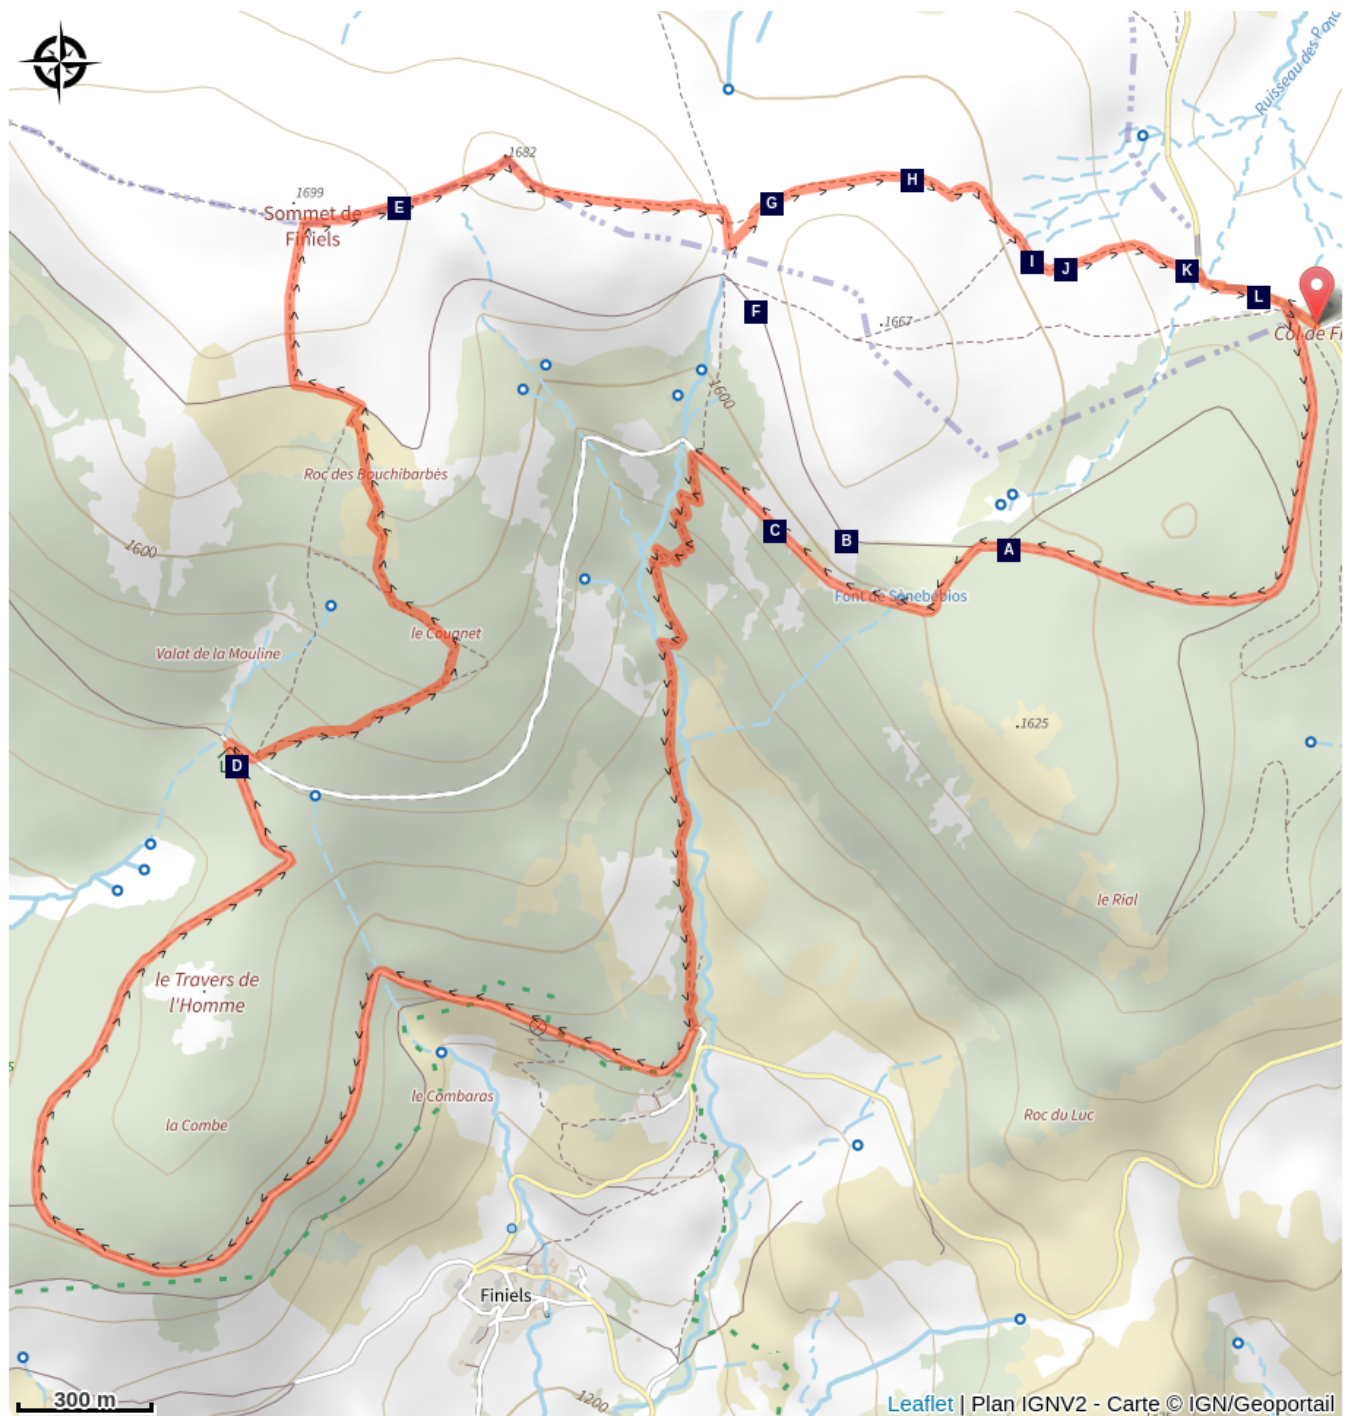 Ruisseau des Ponc
1682
1699
Sommet de
Finiels
E
G
H
I
J
K
L
F
1667
Col de Fi
1600
Roc des Bouchibarbès
C
B
A
1600
Font de Sénebébios
le Couguet
Valat de la Mouline
1625
D
le Rial
le Travers de
l'Homme
s
le Combaras
la Combe
Roc du Luc
Finiels
1200
300 m
Leaflet | Plan IGNV2 - Carte © IGN/Geoportail